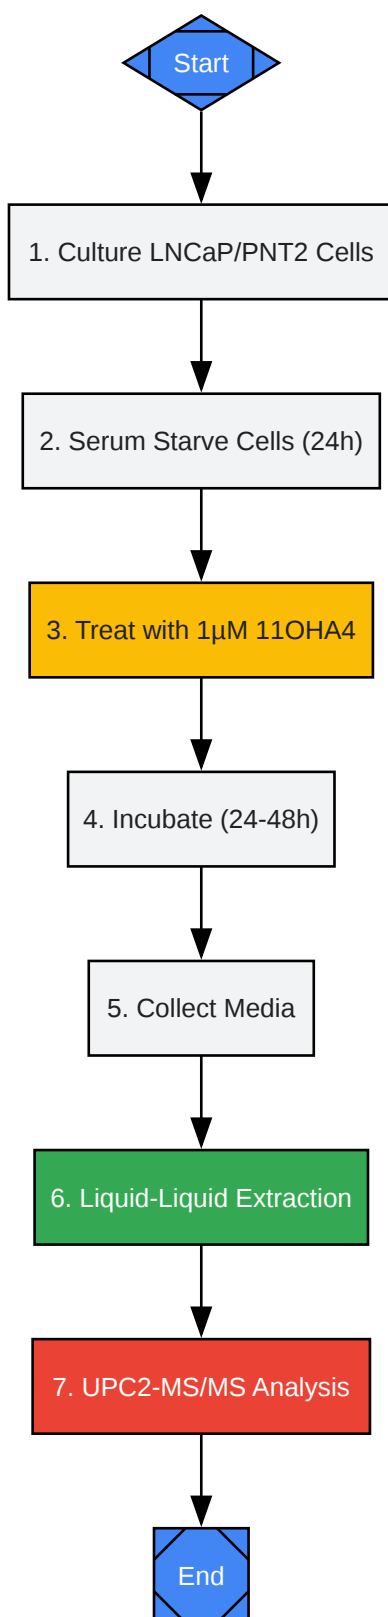 Start
1. Culture LNCaP/PNT2 Cells
2. Serum Starve Cells (24h)
3. Treat with 1µM 11OHA4
4. Incubate (24-48h)
5. Collect Media
6. Liquid-Liquid Extraction
7. UPC2-MS/MS Analysis
End